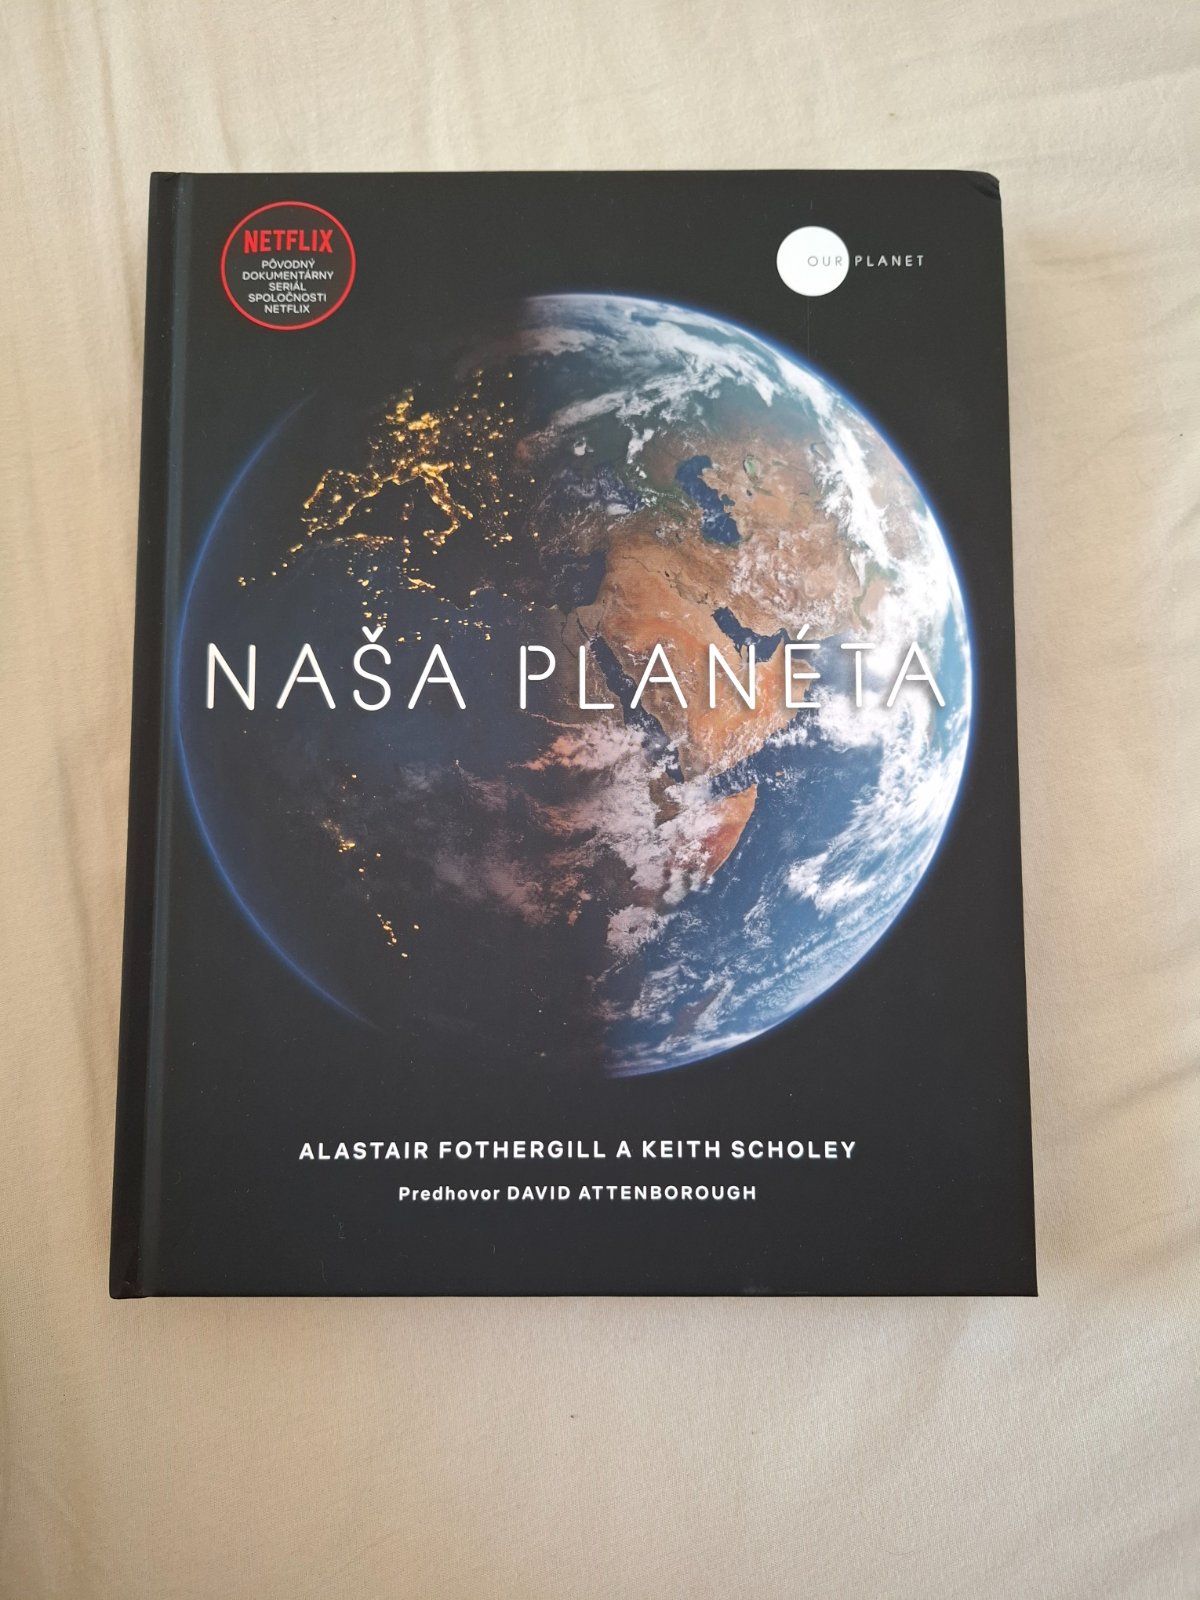 NETFLIX
PÔVODNÝ
DOKUMENTÁRNY
SERIÁL
SPOLOČNOSTI
NETFLIX
OUR PLANET
NAŠA PLANÉTA
ALASTAIR FOTHERGILL A KEITH SCHOLEY
Predhovor DAVID ATTENBOROUGH